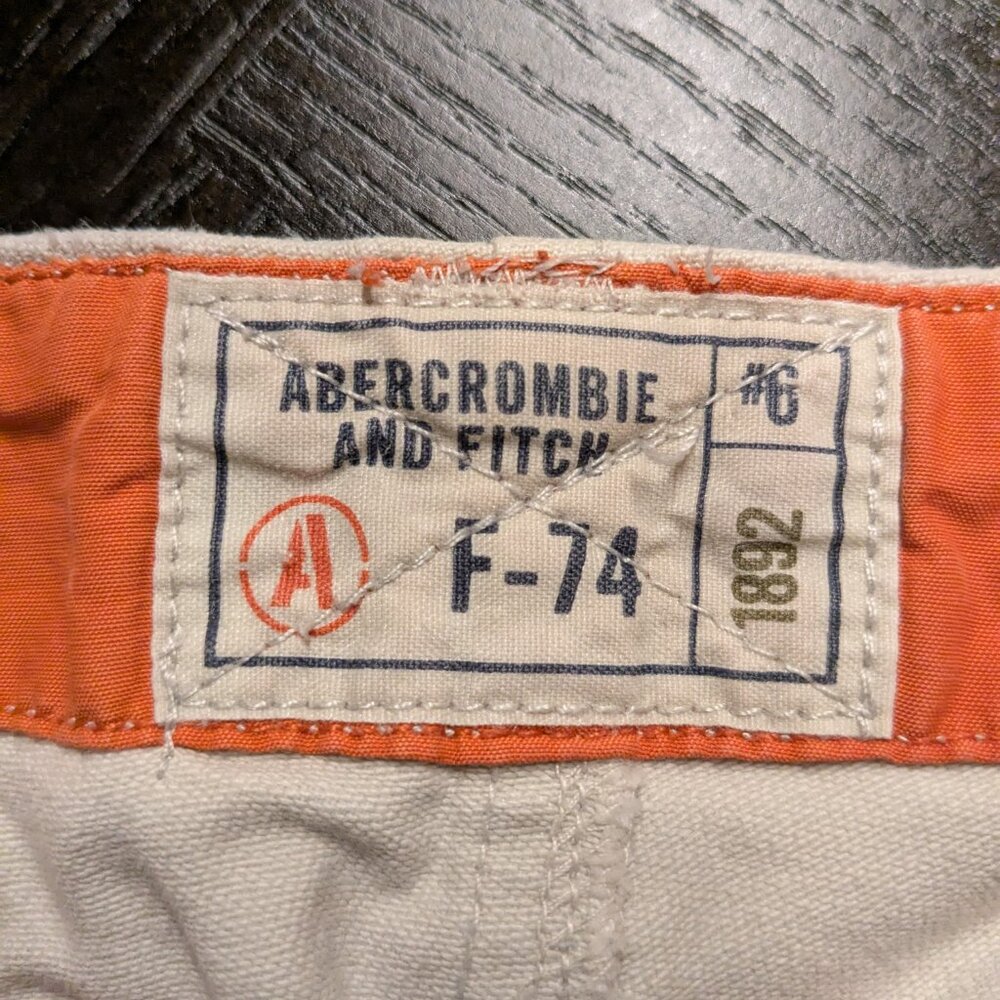 ABERCROMBIE
AND FITCH
A
F-74
#6
1892